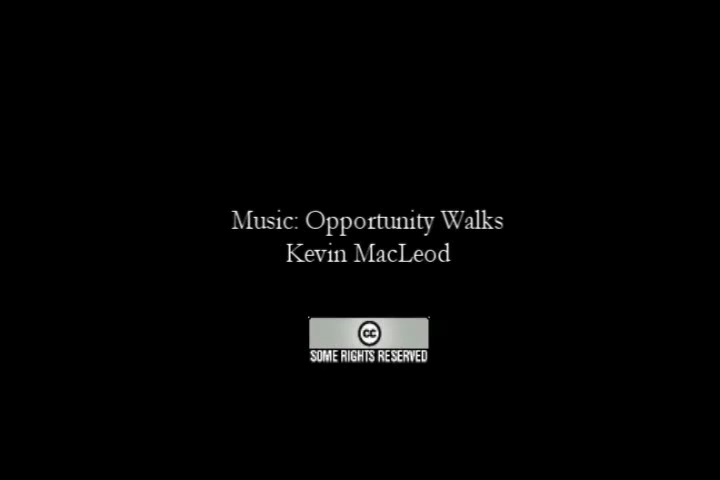 Music: Opportunity Walks
Kevin MacLeod
cc
SOME RIGHTS RESERVED